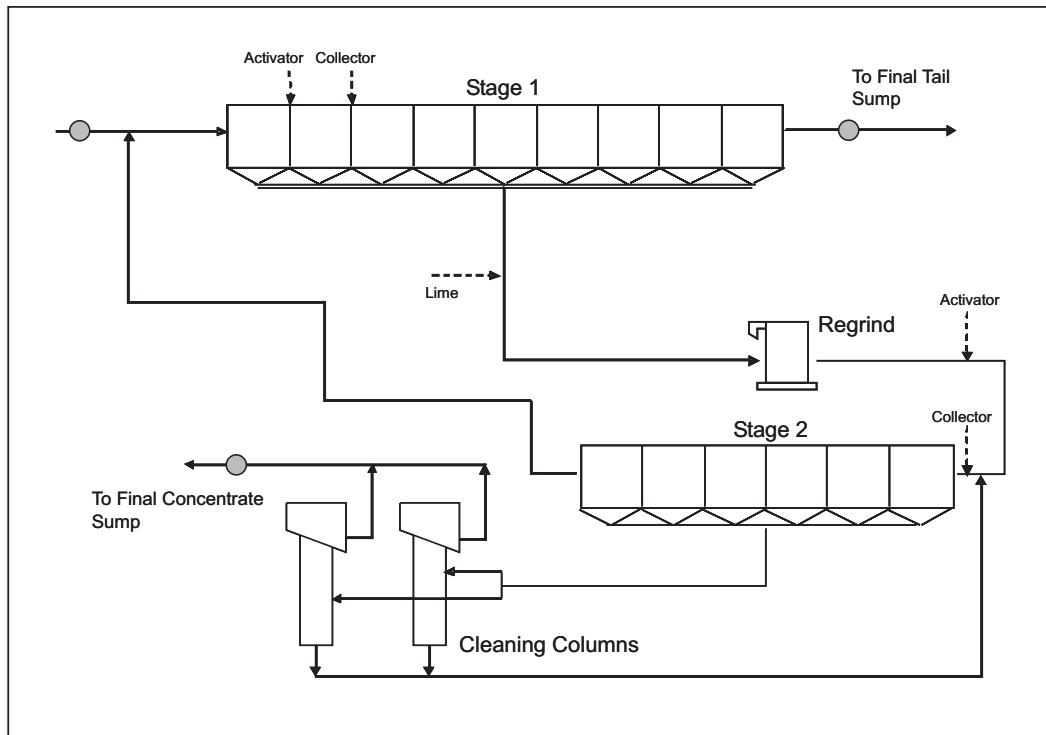 Activator
Collector
Stage 1
To Final Tail
Sump
Lime
Activator
Regrind
Collector
Stage 2
To Final Concentrate
Sump
Cleaning Columns